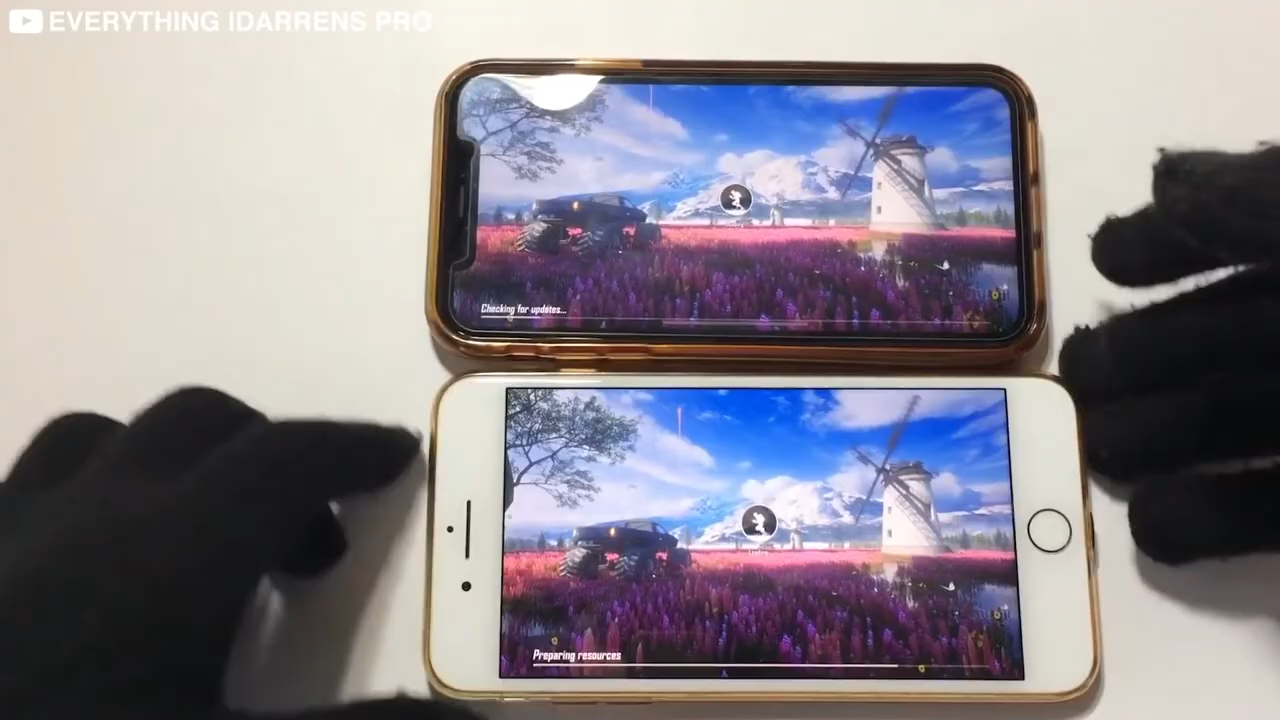 EVERYTHING IDARRENS PRO
Checking for updates...
Preparing resources